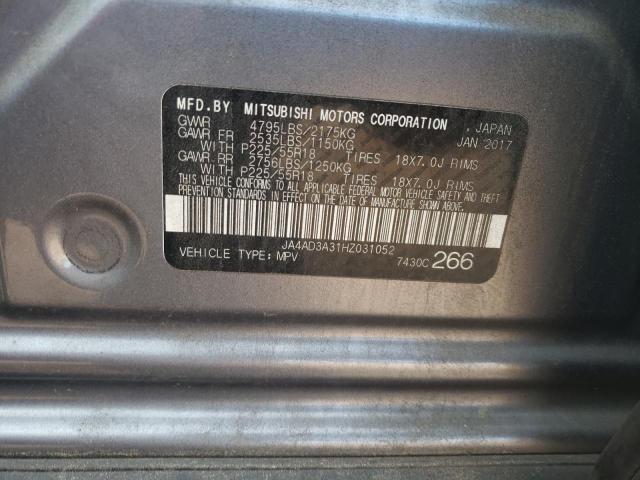 MFD.BY MITSUBISHI MOTORS CORPORATION , JAPAN
GVWR 4795LBS/2175KG JAN 2017
GAWR FR 2535LBS/1150KG
WITH P225/55R18 TIRES 18X7.0J RIMS
GAWR RR 2756LBS/1250KG
WITH P225/55R18 TIRES 18X7.0J RIMS
THIS VEHICLE CONFORMS TO ALL APPLICABLE FEDERAL MOTOR VEHICLE SAFETY AND THEFT
PREVENTION STANDARDS IN EFFECT ON THE DATE OF MANUFACTURE SHOWN ABOVE.
JA4AD3A31HZ031052
VEHICLE TYPE: MPV 7430C 266